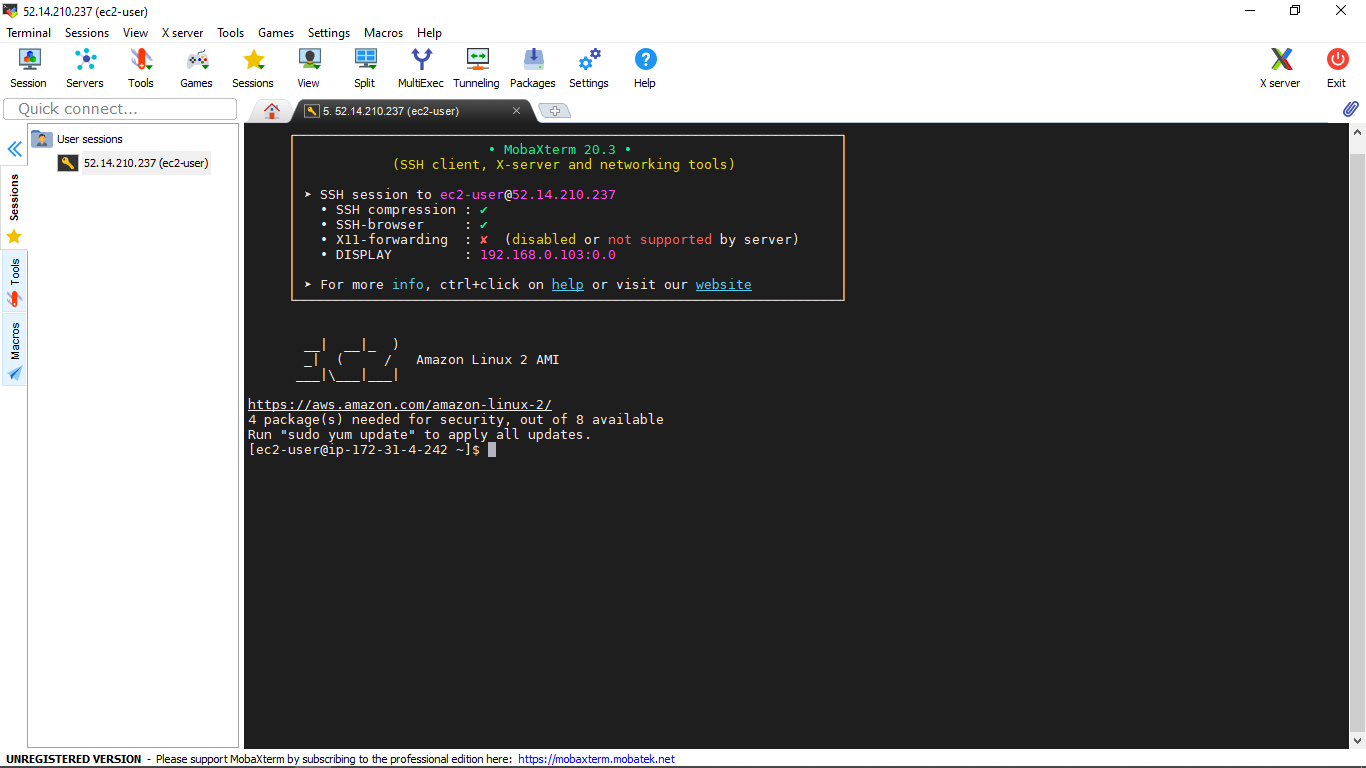 52.14.210.237 (ec2-user)
Terminal Sessions View X server Tools Games Settings Macros Help
Session Servers Tools Games Sessions View Split MultiExec Tunneling Packages Settings Help X server Exit
Quick connect...
5. 52.14.210.237 (ec2-user)
User sessions
52.14.210.237 (ec2-user)
Sessions
Tools
Macros
• MobaXterm 20.3 •
(SSH client, X-server and networking tools)
➤ SSH session to ec2-user@52.14.210.237
• SSH compression : ✔
• SSH-browser : ✔
• X11-forwarding : ✘ (disabled or not supported by server)
• DISPLAY : 192.168.0.103:0.0
➤ For more info, ctrl+click on help or visit our website
__| __|_ )
_| ( / Amazon Linux 2 AMI
___|\___|___|
https://aws.amazon.com/amazon-linux-2/
4 package(s) needed for security, out of 8 available
Run "sudo yum update" to apply all updates.
[ec2-user@ip-172-31-4-242 ~]$
UNREGISTERED VERSION - Please support MobaXterm by subscribing to the professional edition here: https://mobaxterm.mobatek.net